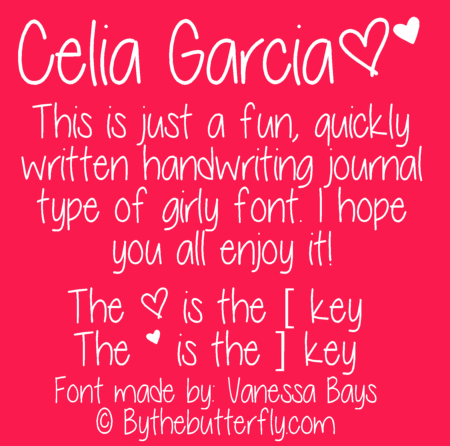 Celia Garcia♡♥
This is just a fun, quickly
written handwriting journal
type of girly font. I hope
you all enjoy it!
The ♡ is the [ key
The ♥ is the ] key
Font made by: Vanessa Bays
© Bythebutterfly.com